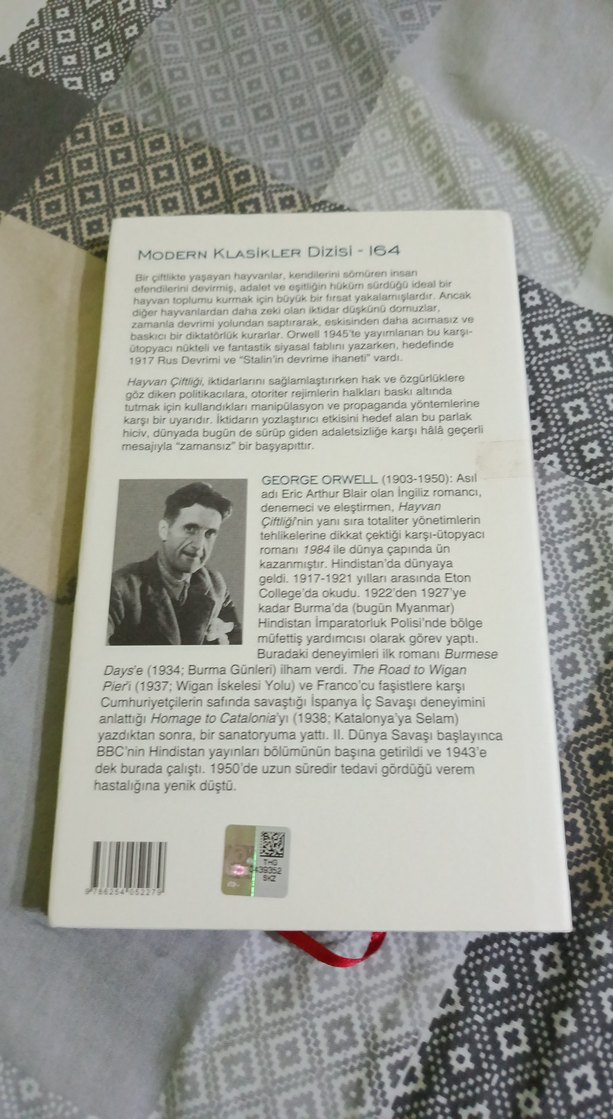 MODERN KLASİKLER DİZİSİ - 164
Bir çiftlikte yaşayan hayvanlar, kendilerini sömüren insan
efendilerini devirmiş, adalet ve eşitliğin hüküm sürdüğü ideal bir
hayvan toplumu kurmak için büyük bir fırsat yakalamışlardır. Ancak
diğer hayvanlardan daha zeki olan iktidar düşkünü domuzlar,
zamanla devrimi yolundan saptırarak, eskisinden daha acımasız ve
baskıcı bir diktatörlük kurarlar. Orwell 1945'te yayımlanan bu karşı-
ütopyacı nükteli ve fantastik siyasal fablını yazarken, hedefinde
1917 Rus Devrimi ve “Stalin'in devrime ihaneti” vardı.
Hayvan Çiftliği, iktidarlarını sağlamlaştırırken hak ve özgürlüklere
göz diken politikacılara, otoriter rejimlerin halkları baskı altında
tutmak için kullandıkları manipülasyon ve propaganda yöntemlerine
karşı bir uyarıdır. İktidarın yozlaştırıcı etkisini hedef alan bu parlak
hiciv, dünyada bugün de sürüp giden adaletsizliğe karşı hâlâ geçerli
mesajıyla “zamansız” bir başyapıttır.
GEORGE ORWELL (1903-1950): Asıl
adı Eric Arthur Blair olan İngiliz romancı,
denemeci ve eleştirmen, Hayvan
Çiftliği'nin yanı sıra totaliter yönetimlerin
tehlikelerine dikkat çektiği karşı-ütopyacı
romanı 1984 ile dünya çapında ün
kazanmıştır. Hindistan'da dünyaya
geldi. 1917-1921 yılları arasında Eton
College'da okudu. 1922'den 1927'ye
kadar Burma'da (bugün Myanmar)
Hindistan İmparatorluk Polisi'nde bölge
müfettiş yardımcısı olarak görev yaptı.
Buradaki deneyimleri ilk romanı Burmese
Days'e (1934; Burma Günleri) ilham verdi. The Road to Wigan
Pier'i (1937; Wigan İskelesi Yolu) ve Franco'cu faşistlere karşı
Cumhuriyetçilerin safında savaştığı İspanya İç Savaşı deneyimini
anlattığı Homage to Catalonia'yı (1938; Katalonya'ya Selam)
yazdıktan sonra, bir sanatoryuma yattı. II. Dünya Savaşı başlayınca
BBC'nin Hindistan yayınları bölümünün başına getirildi ve 1943'e
dek burada çalıştı. 1950'de uzun süredir tedavi gördüğü verem
hastalığına yenik düştü.
9786254052279
THG
0439352
SKZ